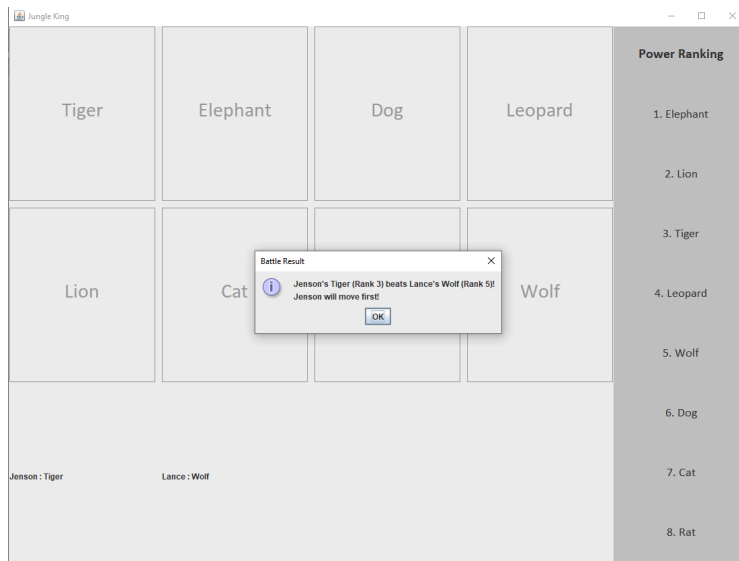 Jungle King
Power Ranking
Tiger
Elephant
Dog
Leopard
1. Elephant
2. Lion
3. Tiger
Battle Result
Jenson's Tiger (Rank 3) beats Lance's Wolf (Rank 5)!
Jenson will move first!
OK
Lion
Cat
Wolf
4. Leopard
5. Wolf
6. Dog
Jenson : Tiger
Lance : Wolf
7. Cat
8. Rat